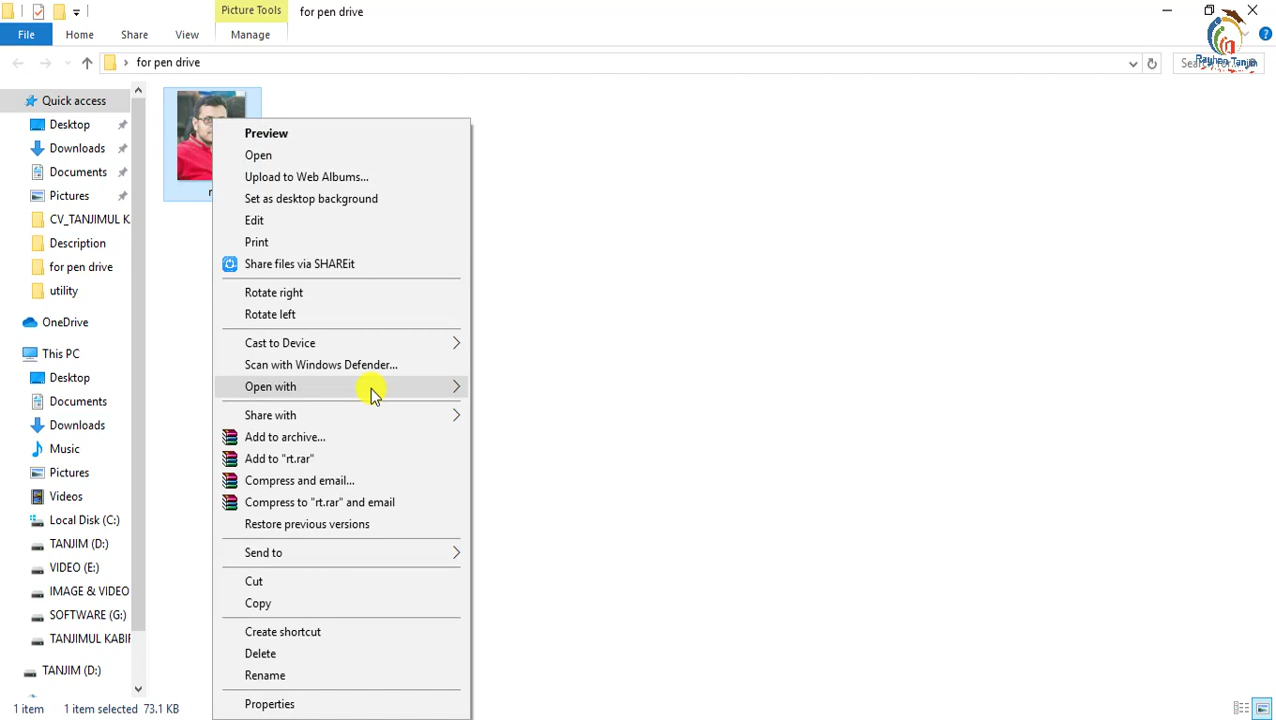 Picture Tools
for pen drive
File
Home
Share
View
Manage
for pen drive
Rayhan Tanjim
Quick access
Desktop
Downloads
Documents
Pictures
CV_TANJIMUL K
Description
for pen drive
utility
OneDrive
This PC
Desktop
Documents
Downloads
Music
Pictures
Videos
Local Disk (C:)
TANJIM (D:)
VIDEO (E:)
IMAGE & VIDEO
SOFTWARE (G:)
TANJIMUL KABIR
TANJIM (D:)
Preview
Open
Upload to Web Albums...
Set as desktop background
Edit
Print
Share files via SHAREit
Rotate right
Rotate left
Cast to Device
Scan with Windows Defender...
Open with
Share with
Add to archive...
Add to "rt.rar"
Compress and email...
Compress to "rt.rar" and email
Restore previous versions
Send to
Cut
Copy
Create shortcut
Delete
Rename
Properties
1 item
1 item selected 73.1 KB